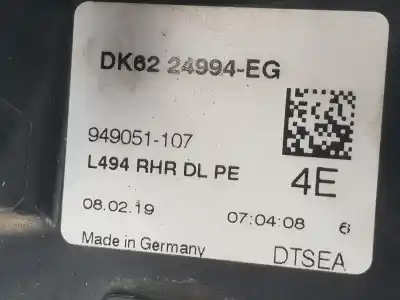 DK62 24994-EG
949051-107
L494 RHR DL PE
4E
08.02.19 07:04:08 6
Made in Germany DTSEA